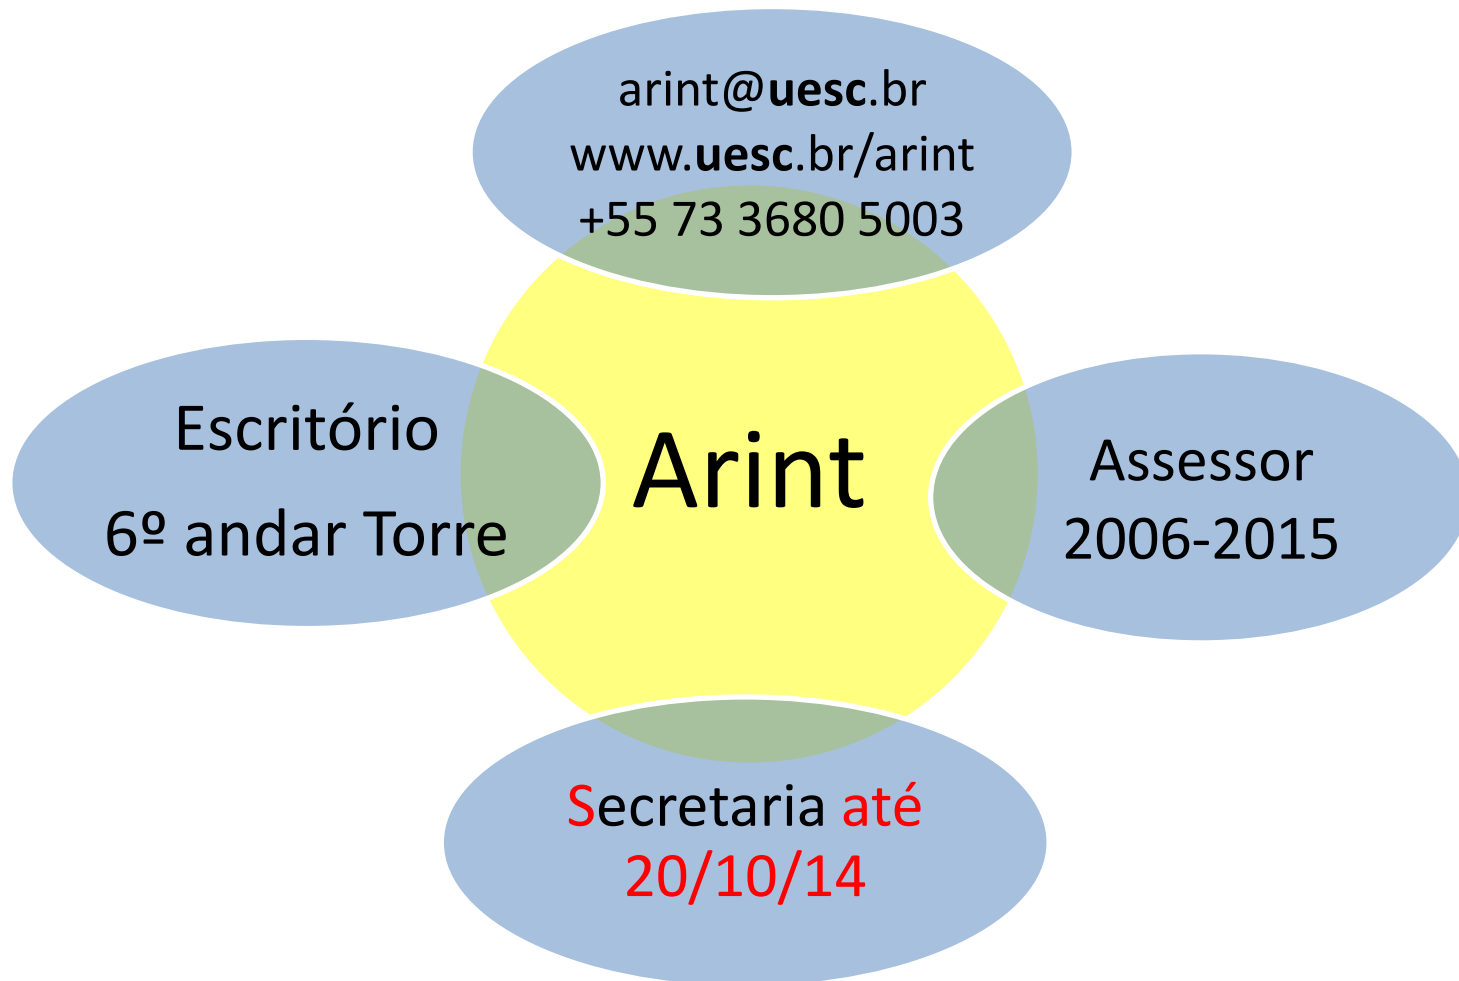 arint@uesc.br
www.uesc.br/arint
+55 73 3680 5003
Escritório
6º andar Torre
Arint
Assessor
2006-2015
Secretaria até
20/10/14